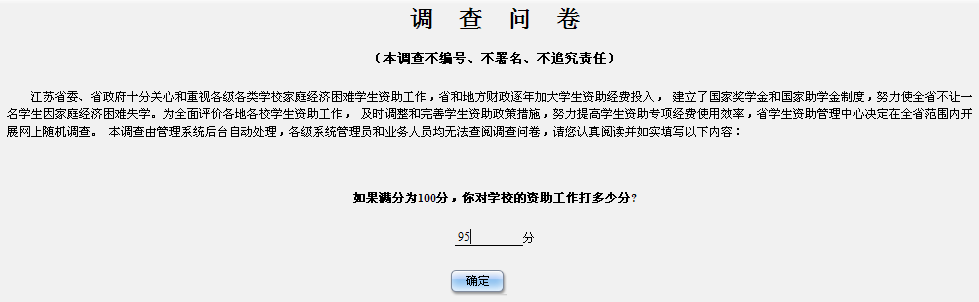 调 查 问 卷
（本调查不编号、不署名、不追究责任）
江苏省委、省政府十分关心和重视各级各类学校家庭经济困难学生资助工作，省和地方财政逐年加大学生资助经费投入， 建立了国家奖学金和国家助学金制度，努力使全省不让一
名学生因家庭经济困难失学。为全面评价各地各校学生资助工作， 及时调整和完善学生资助政策措施，努力提高学生资助专项经费使用效率，省学生资助管理中心决定在全省范围内开
展网上随机调查。 本调查由管理系统后台自动处理，各级系统管理员和业务人员均无法查阅调查问卷，请您认真阅读并如实填写以下内容：
如果满分为100分，你对学校的资助工作打多少分?
95 分
确定